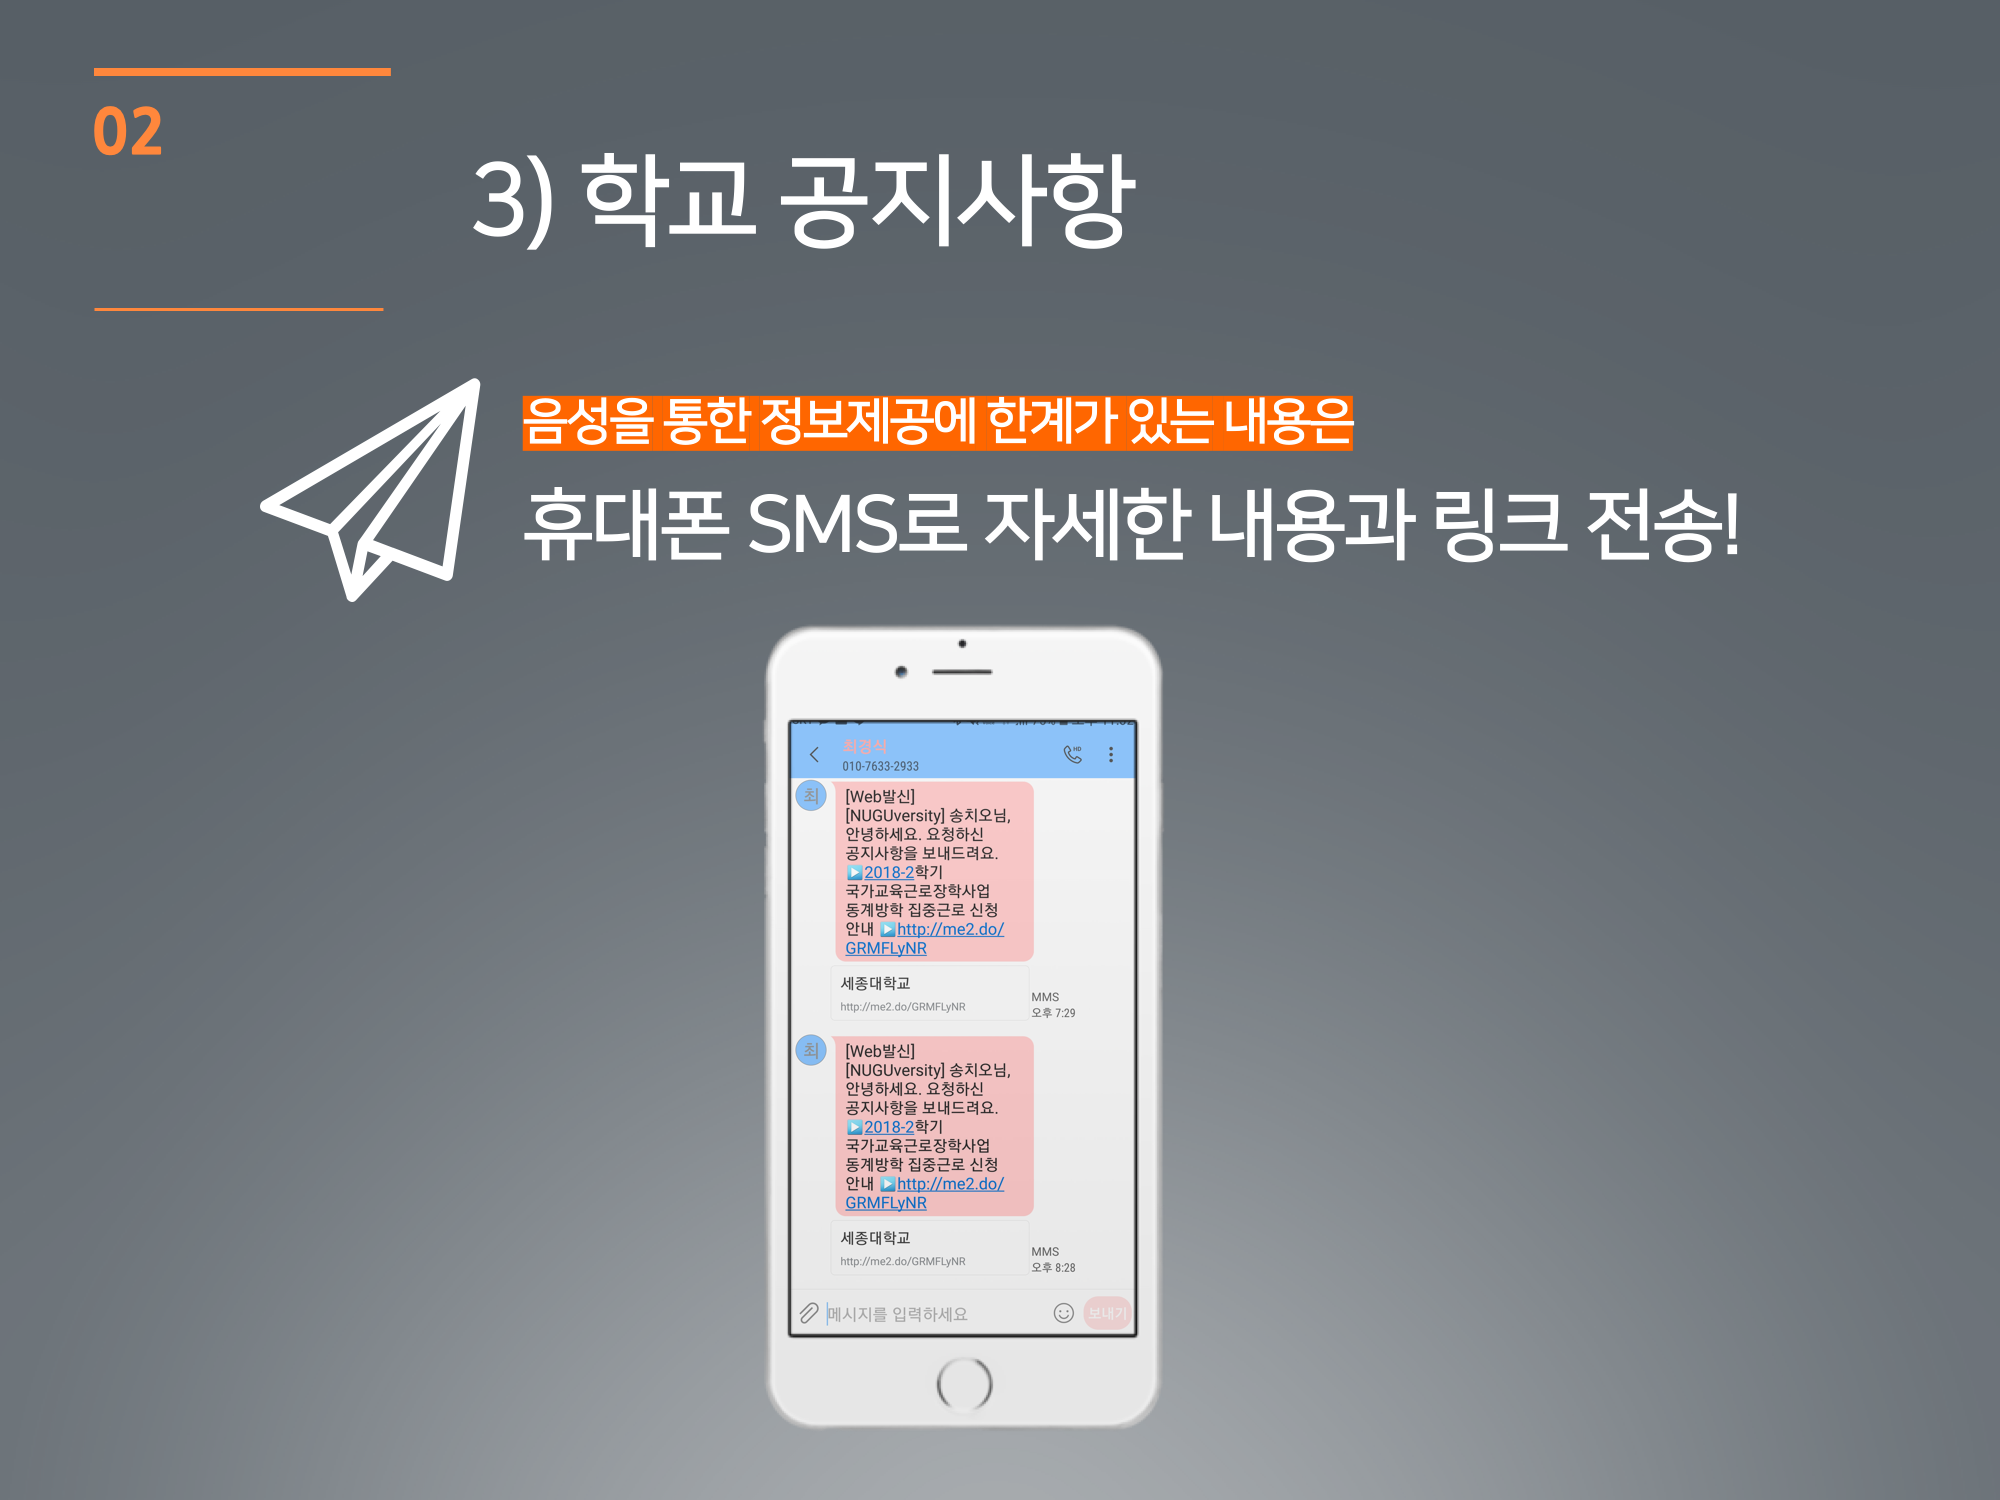 02
3) 학교 공지사항
음성을 통한 정보제공에 한계가 있는 내용은
휴대폰 SMS로 자세한 내용과 링크 전송!
최경식
010-7633-2933
최
[Web발신]
[NUGUversity] 송치오님,
안녕하세요. 요청하신
공지사항을 보내드려요.
▶2018-2학기
국가교육근로장학사업
동계방학 집중근로 신청
안내 ▶http://me2.do/
GRMFLyNR
세종대학교
http://me2.do/GRMFLyNR
MMS
오후 7:29
최
[Web발신]
[NUGUversity] 송치오님,
안녕하세요. 요청하신
공지사항을 보내드려요.
▶2018-2학기
국가교육근로장학사업
동계방학 집중근로 신청
안내 ▶http://me2.do/
GRMFLyNR
세종대학교
http://me2.do/GRMFLyNR
MMS
오후 8:28
메시지를 입력하세요
보내기